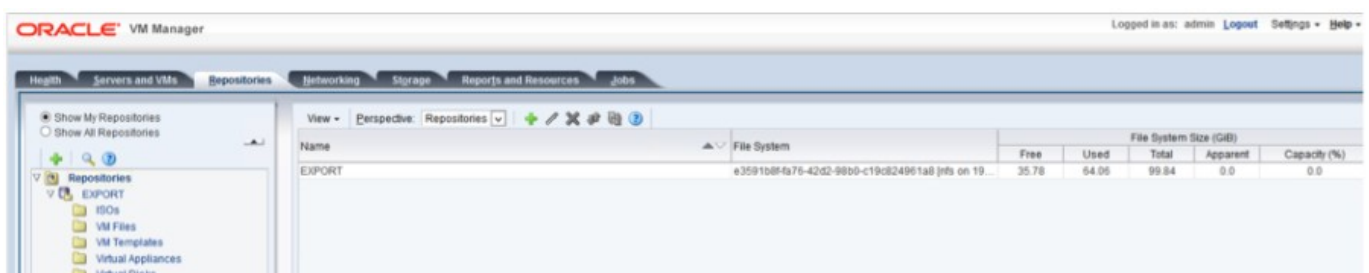 ORACLE VM Manager
Logged in as: admin Logout Settings Help
Health Servers and VMs Repositories Networking Storage Reports and Resources Jobs
Show My Repositories
Show All Repositories
View Perspective: Repositories
Name File System File System Size (GiB)
Free Used Total Apparent Capacity (%)
EXPORT e3591b8f-fa76-42d2-98b0-c19c824961a8 [nfs on 19... 35.78 64.06 99.84 0.0 0.0
Repositories
EXPORT
ISOs
VM Files
VM Templates
Virtual Appliances
Virtual Disks